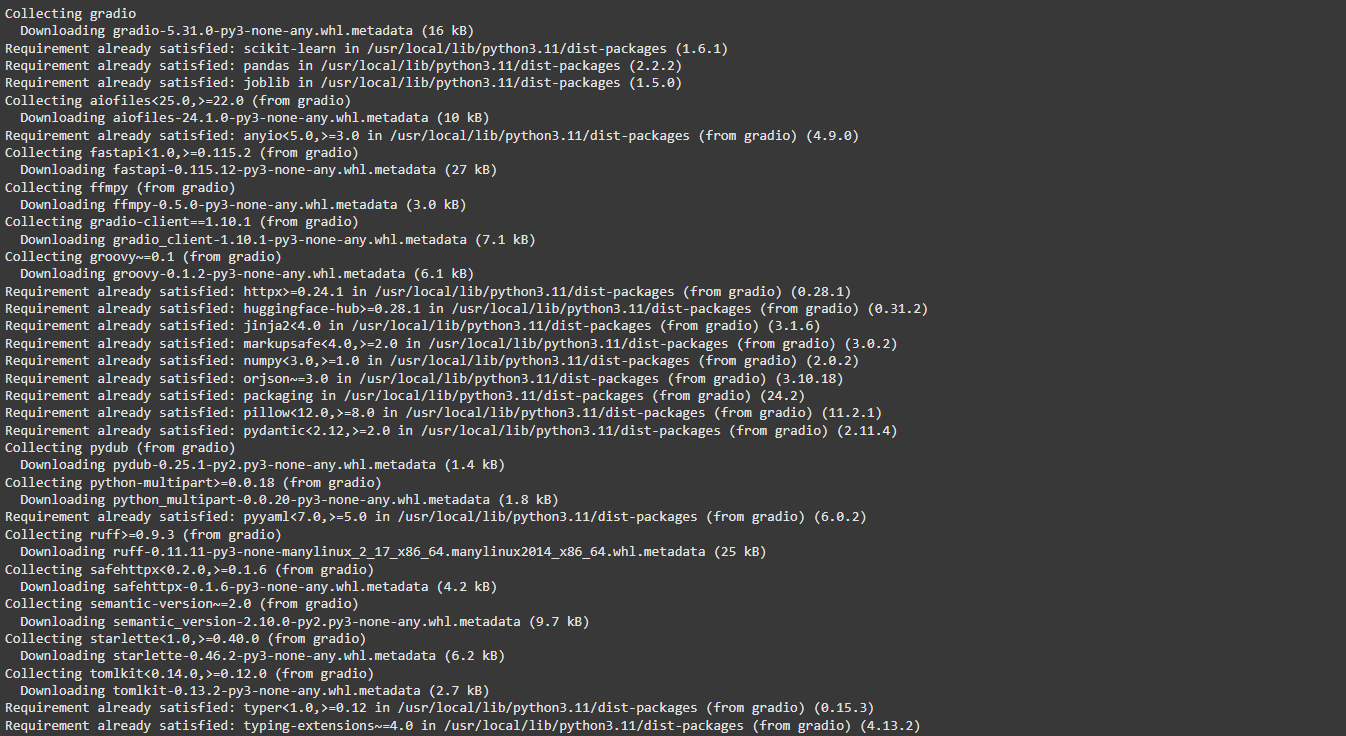 Collecting gradio
Downloading gradio-5.31.0-py3-none-any.whl.metadata (16 kB)
Requirement already satisfied: scikit-learn in /usr/local/lib/python3.11/dist-packages (1.6.1)
Requirement already satisfied: pandas in /usr/local/lib/python3.11/dist-packages (2.2.2)
Requirement already satisfied: joblib in /usr/local/lib/python3.11/dist-packages (1.5.0)
Collecting aiofiles<25.0,>=22.0 (from gradio)
Downloading aiofiles-24.1.0-py3-none-any.whl.metadata (10 kB)
Requirement already satisfied: anyio<5.0,>=3.0 in /usr/local/lib/python3.11/dist-packages (from gradio) (4.9.0)
Collecting fastapi<1.0,>=0.115.2 (from gradio)
Downloading fastapi-0.115.12-py3-none-any.whl.metadata (27 kB)
Collecting ffmpy (from gradio)
Downloading ffmpy-0.5.0-py3-none-any.whl.metadata (3.0 kB)
Collecting gradio-client==1.10.1 (from gradio)
Downloading gradio_client-1.10.1-py3-none-any.whl.metadata (7.1 kB)
Collecting groovy~=0.1 (from gradio)
Downloading groovy-0.1.2-py3-none-any.whl.metadata (6.1 kB)
Requirement already satisfied: httpx>=0.24.1 in /usr/local/lib/python3.11/dist-packages (from gradio) (0.28.1)
Requirement already satisfied: huggingface-hub>=0.28.1 in /usr/local/lib/python3.11/dist-packages (from gradio) (0.31.2)
Requirement already satisfied: jinja2<4.0 in /usr/local/lib/python3.11/dist-packages (from gradio) (3.1.6)
Requirement already satisfied: markupsafe<4.0,>=2.0 in /usr/local/lib/python3.11/dist-packages (from gradio) (3.0.2)
Requirement already satisfied: numpy<3.0,>=1.0 in /usr/local/lib/python3.11/dist-packages (from gradio) (2.0.2)
Requirement already satisfied: orjson~=3.0 in /usr/local/lib/python3.11/dist-packages (from gradio) (3.10.18)
Requirement already satisfied: packaging in /usr/local/lib/python3.11/dist-packages (from gradio) (24.2)
Requirement already satisfied: pillow<12.0,>=8.0 in /usr/local/lib/python3.11/dist-packages (from gradio) (11.2.1)
Requirement already satisfied: pydantic<2.12,>=2.0 in /usr/local/lib/python3.11/dist-packages (from gradio) (2.11.4)
Collecting pydub (from gradio)
Downloading pydub-0.25.1-py2.py3-none-any.whl.metadata (1.4 kB)
Collecting python-multipart>=0.0.18 (from gradio)
Downloading python_multipart-0.0.20-py3-none-any.whl.metadata (1.8 kB)
Requirement already satisfied: pyyaml<7.0,>=5.0 in /usr/local/lib/python3.11/dist-packages (from gradio) (6.0.2)
Collecting ruff>=0.9.3 (from gradio)
Downloading ruff-0.11.11-py3-none-manylinux_2_17_x86_64.manylinux2014_x86_64.whl.metadata (25 kB)
Collecting safehttpx<0.2.0,>=0.1.6 (from gradio)
Downloading safehttpx-0.1.6-py3-none-any.whl.metadata (4.2 kB)
Collecting semantic-version~=2.0 (from gradio)
Downloading semantic_version-2.10.0-py2.py3-none-any.whl.metadata (9.7 kB)
Collecting starlette<1.0,>=0.40.0 (from gradio)
Downloading starlette-0.46.2-py3-none-any.whl.metadata (6.2 kB)
Collecting tomlkit<0.14.0,>=0.12.0 (from gradio)
Downloading tomlkit-0.13.2-py3-none-any.whl.metadata (2.7 kB)
Requirement already satisfied: typer<1.0,>=0.12 in /usr/local/lib/python3.11/dist-packages (from gradio) (0.15.3)
Requirement already satisfied: typing-extensions~=4.0 in /usr/local/lib/python3.11/dist-packages (from gradio) (4.13.2)